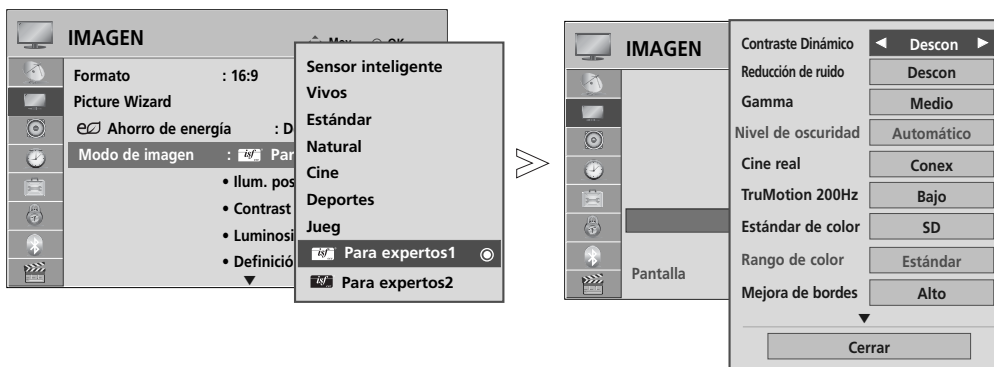 IMAGEN
Mov. OK
Formato : 16:9
Picture Wizard
Ahorro de energía : D
Modo de imagen : isf Par
• Ilum. pos
• Contrast
• Luminosi
• Definició
▼
Sensor inteligente
Vivos
Estándar
Natural
Cine
Deportes
Jueg
isf Para expertos1
isf Para expertos2
IMAGEN
Pantalla
Contraste Dinámico ◄ Descon ►
Reducción de ruido Descon
Gamma Medio
Nivel de oscuridad Automático
Cine real Conex
TruMotion 200Hz Bajo
Estándar de color SD
Rango de color Estándar
Mejora de bordes Alto
▼
Cerrar